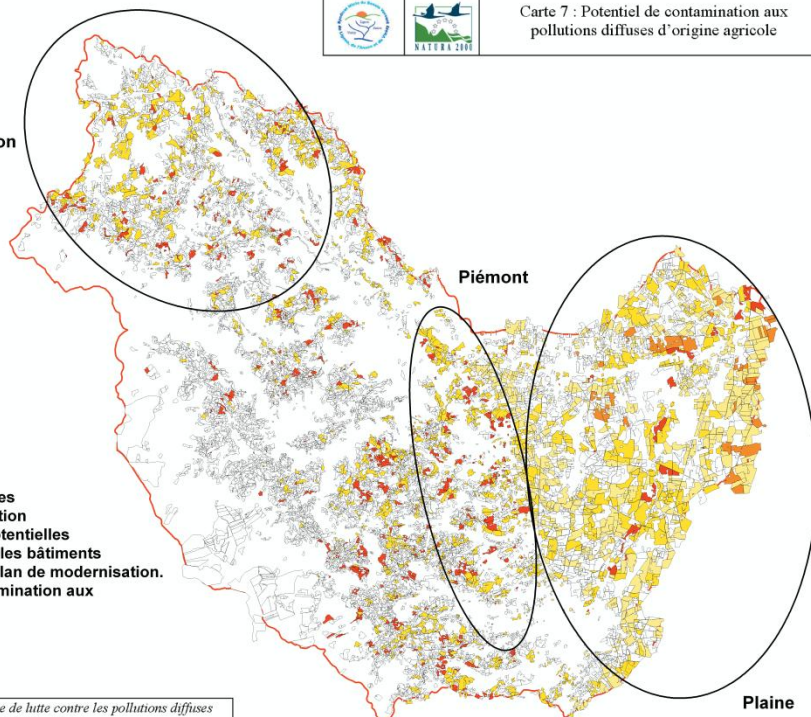 Carte 7 : Potentiel de contamination aux
pollutions diffuses d'origine agricole
NATURA 2000
on
Piémont
es
tion
otentielles
les bâtiments
lan de modernisation.
mination aux
e de lutte contre les pollutions diffuses
Plaine